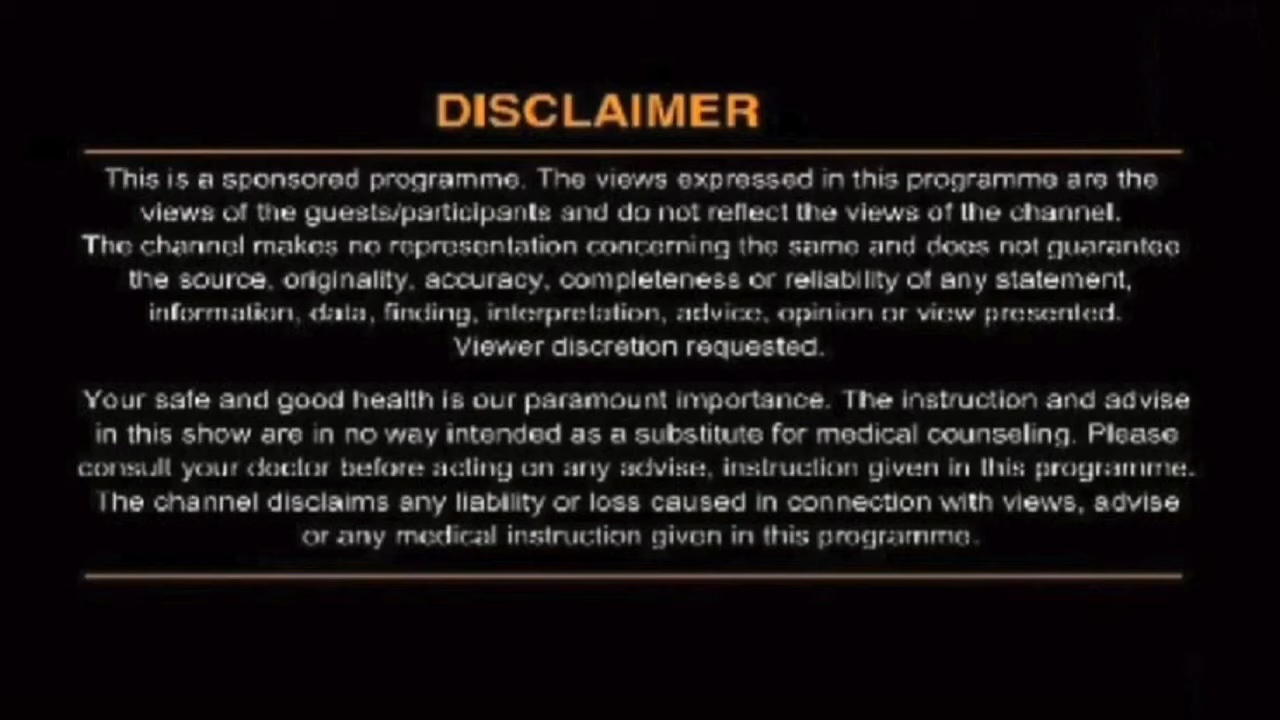 DISCLAIMER
This is a sponsored programme. The views expressed in this programme are the
views of the guests/participants and do not reflect the views of the channel.
The channel makes no representation concerning the same and does not guarantee
the source, originality, accuracy, completeness or reliability of any statement,
information, data, finding, interpretation, advice, opinion or view presented.
Viewer discretion requested.
Your safe and good health is our paramount importance. The instruction and advise
in this show are in no way intended as a substitute for medical counseling. Please
consult your doctor before acting on any advise, instruction given in this programme.
The channel disclaims any liability or loss caused in connection with views, advise
or any medical instruction given in this programme.